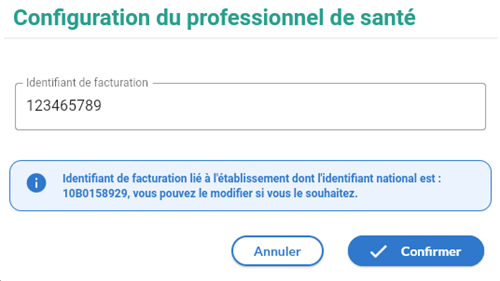 Configuration du professionnel de santé
Identifiant de facturation
123465789
Identifiant de facturation lié à l'établissement dont l'identifiant national est :
10B0158929, vous pouvez le modifier si vous le souhaitez.
Annuler
Confirmer